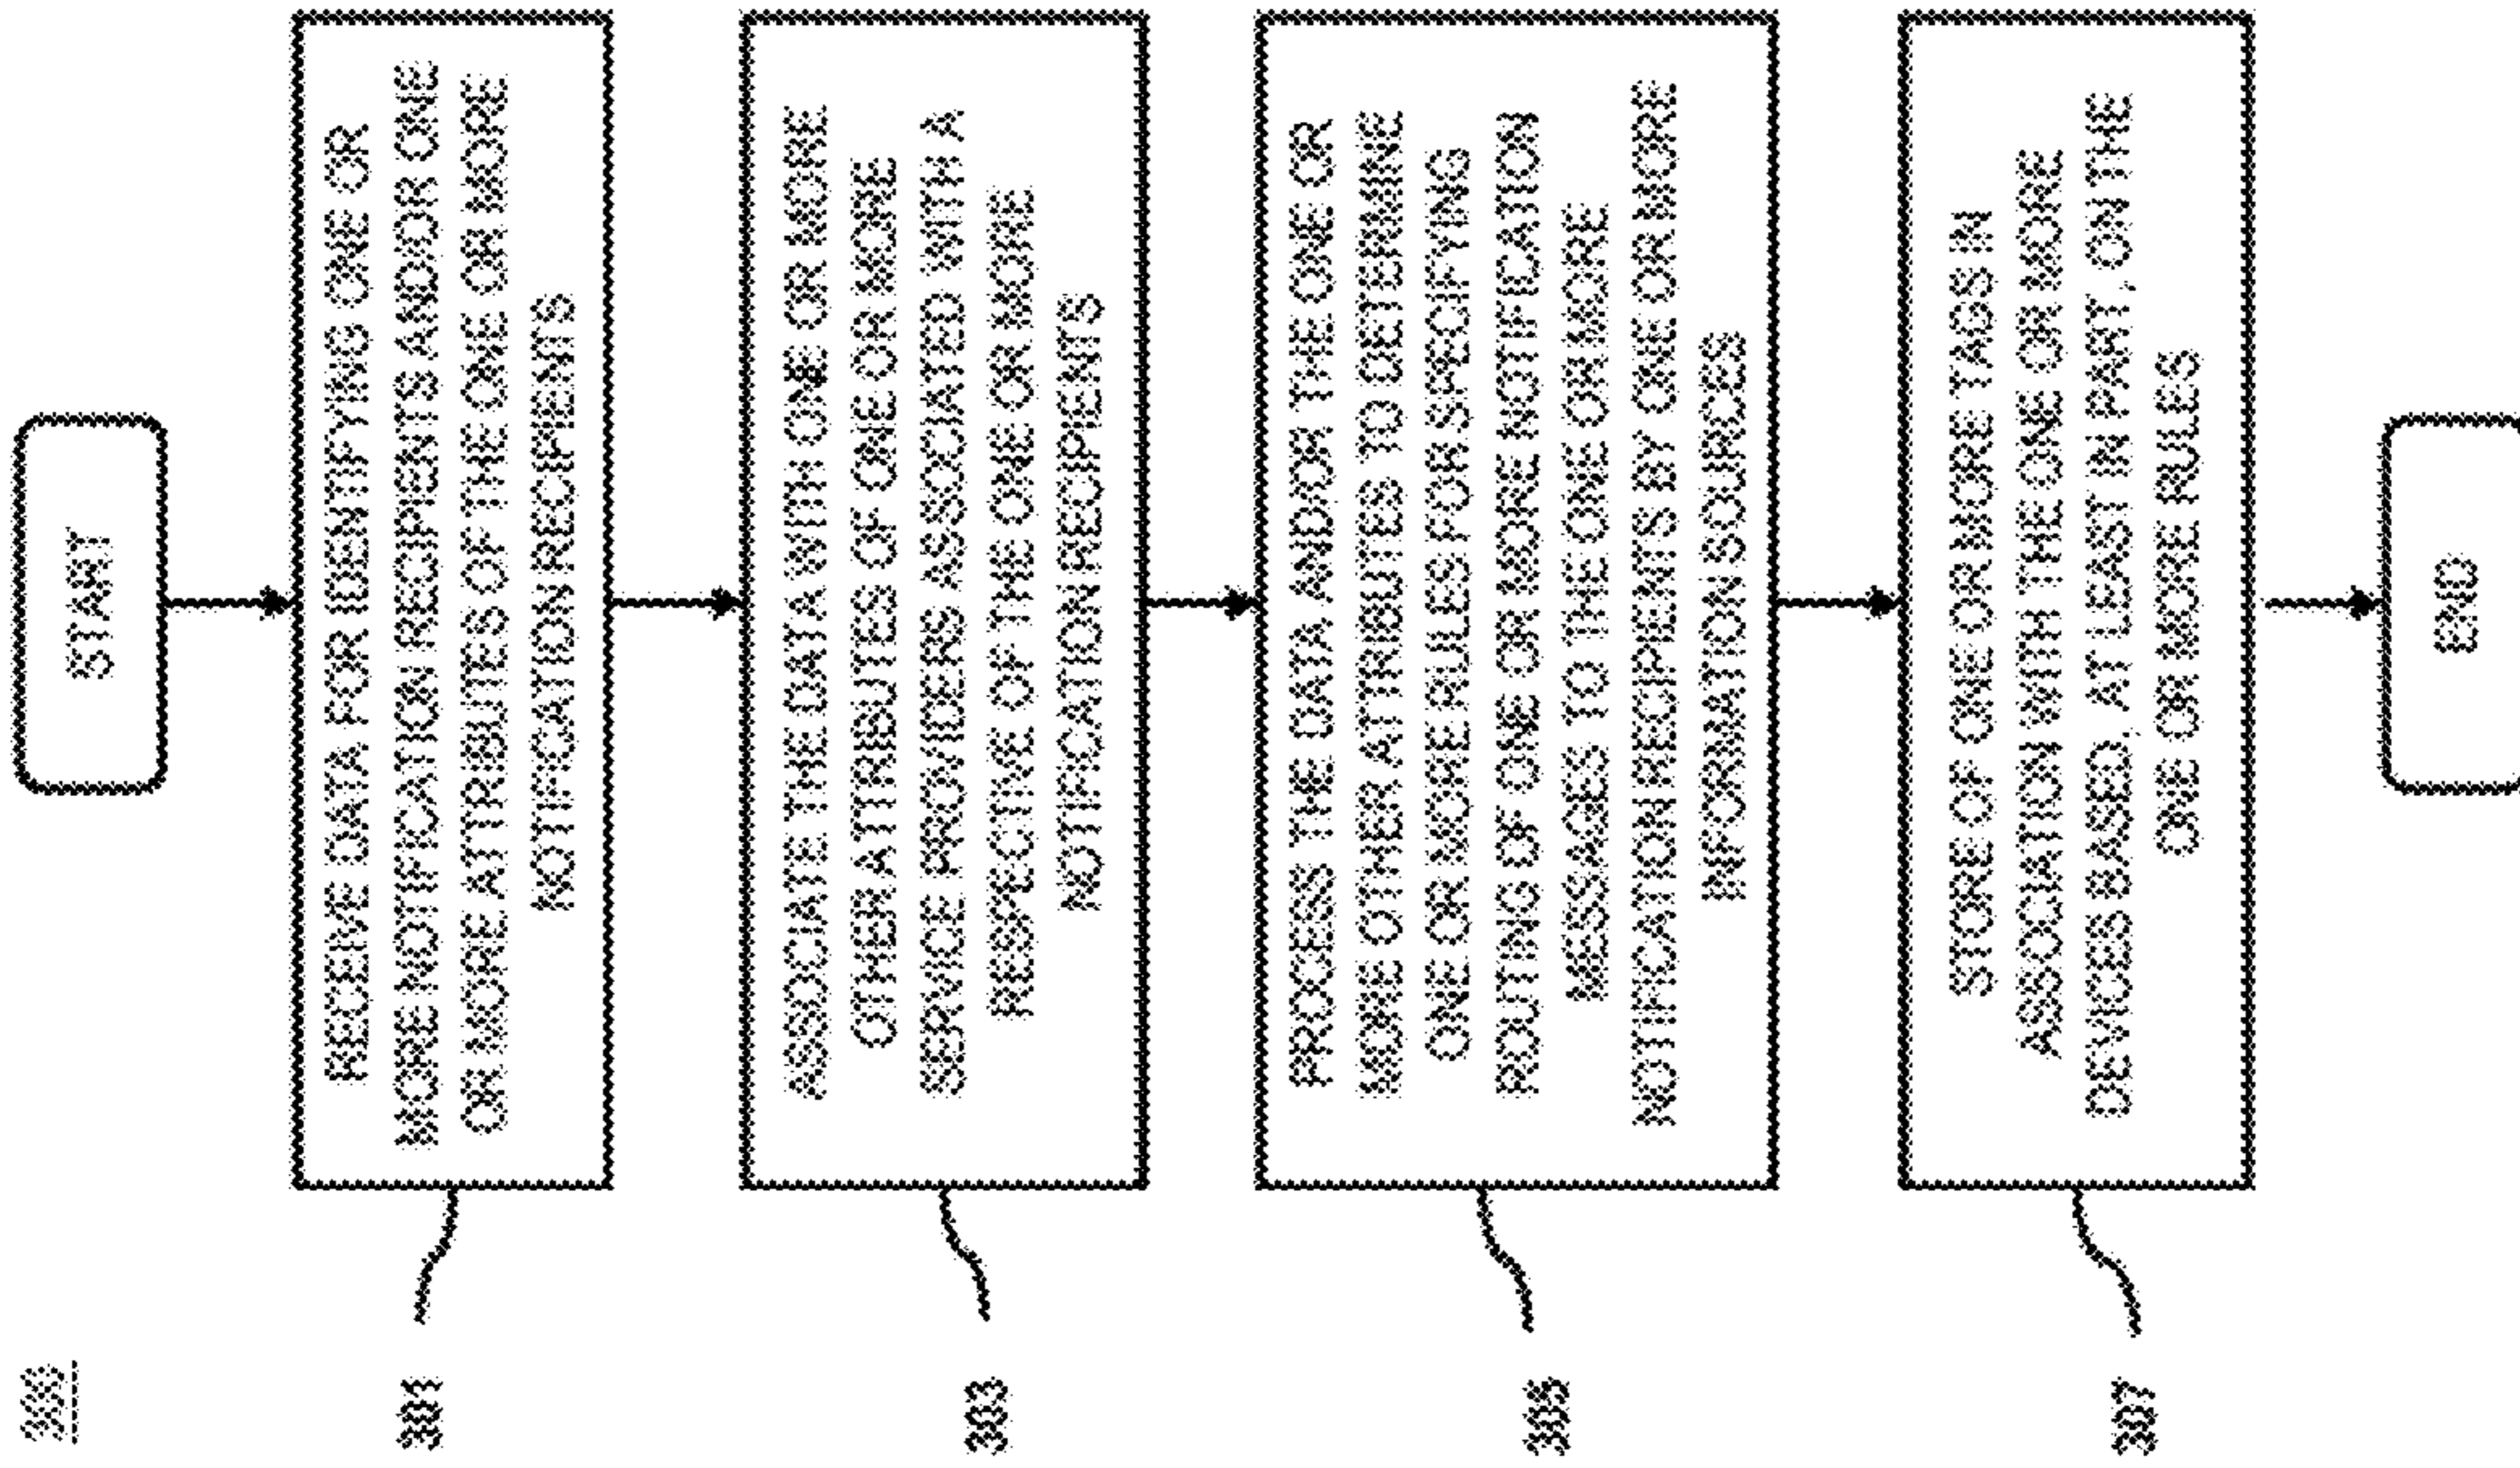 300
START
301
RECEIVE DATA FOR IDENTIFYING ONE OR
MORE NOTIFICATION RECIPIENTS AND/OR ONE
OR MORE ATTRIBUTES OF THE ONE OR MORE
NOTIFICATION RECIPIENTS
303
ASSOCIATE THE DATA WITH ONE OR MORE
OTHER ATTRIBUTES OF ONE OR MORE
SERVICE PROVIDERS ASSOCIATED WITH A
RESPECTIVE OF THE ONE OR MORE
NOTIFICATION RECIPIENTS
305
PROCESS THE DATA AND/OR THE ONE OR
MORE OTHER ATTRIBUTES TO DETERMINE
ONE OR MORE RULES FOR SPECIFYING
ROUTING OF ONE OR MORE NOTIFICATION
MESSAGES TO THE ONE OR MORE
NOTIFICATION RECIPIENTS BY ONE OR MORE
INFORMATION SOURCES
307
STORE OF ONE OR MORE TAGS IN
ASSOCIATION WITH THE ONE OR MORE
DEVICES BASED, AT LEAST IN PART, ON THE
ONE OR MORE RULES
END